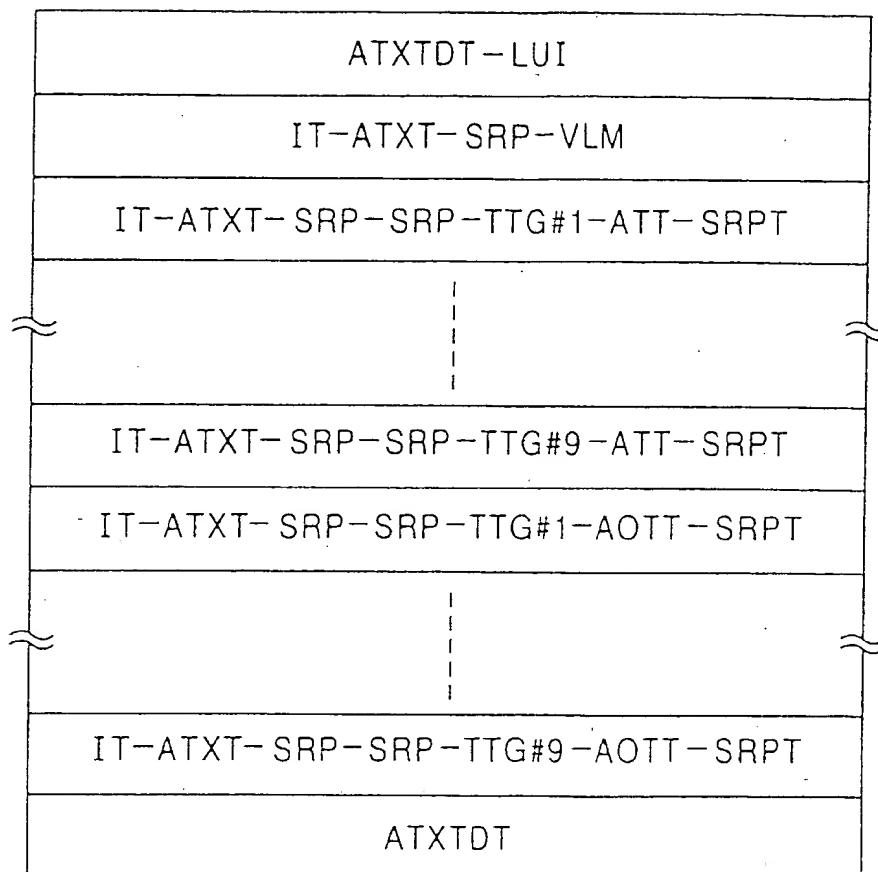 ATXTDT-LUI
IT-ATXT-SRP-VLM
IT-ATXT-SRP-SRP-TTG#1-ATT-SRPT
IT-ATXT-SRP-SRP-TTG#9-ATT-SRPT
IT-ATXT-SRP-SRP-TTG#1-AOTT-SRPT
IT-ATXT-SRP-SRP-TTG#9-AOTT-SRPT
ATXTDT